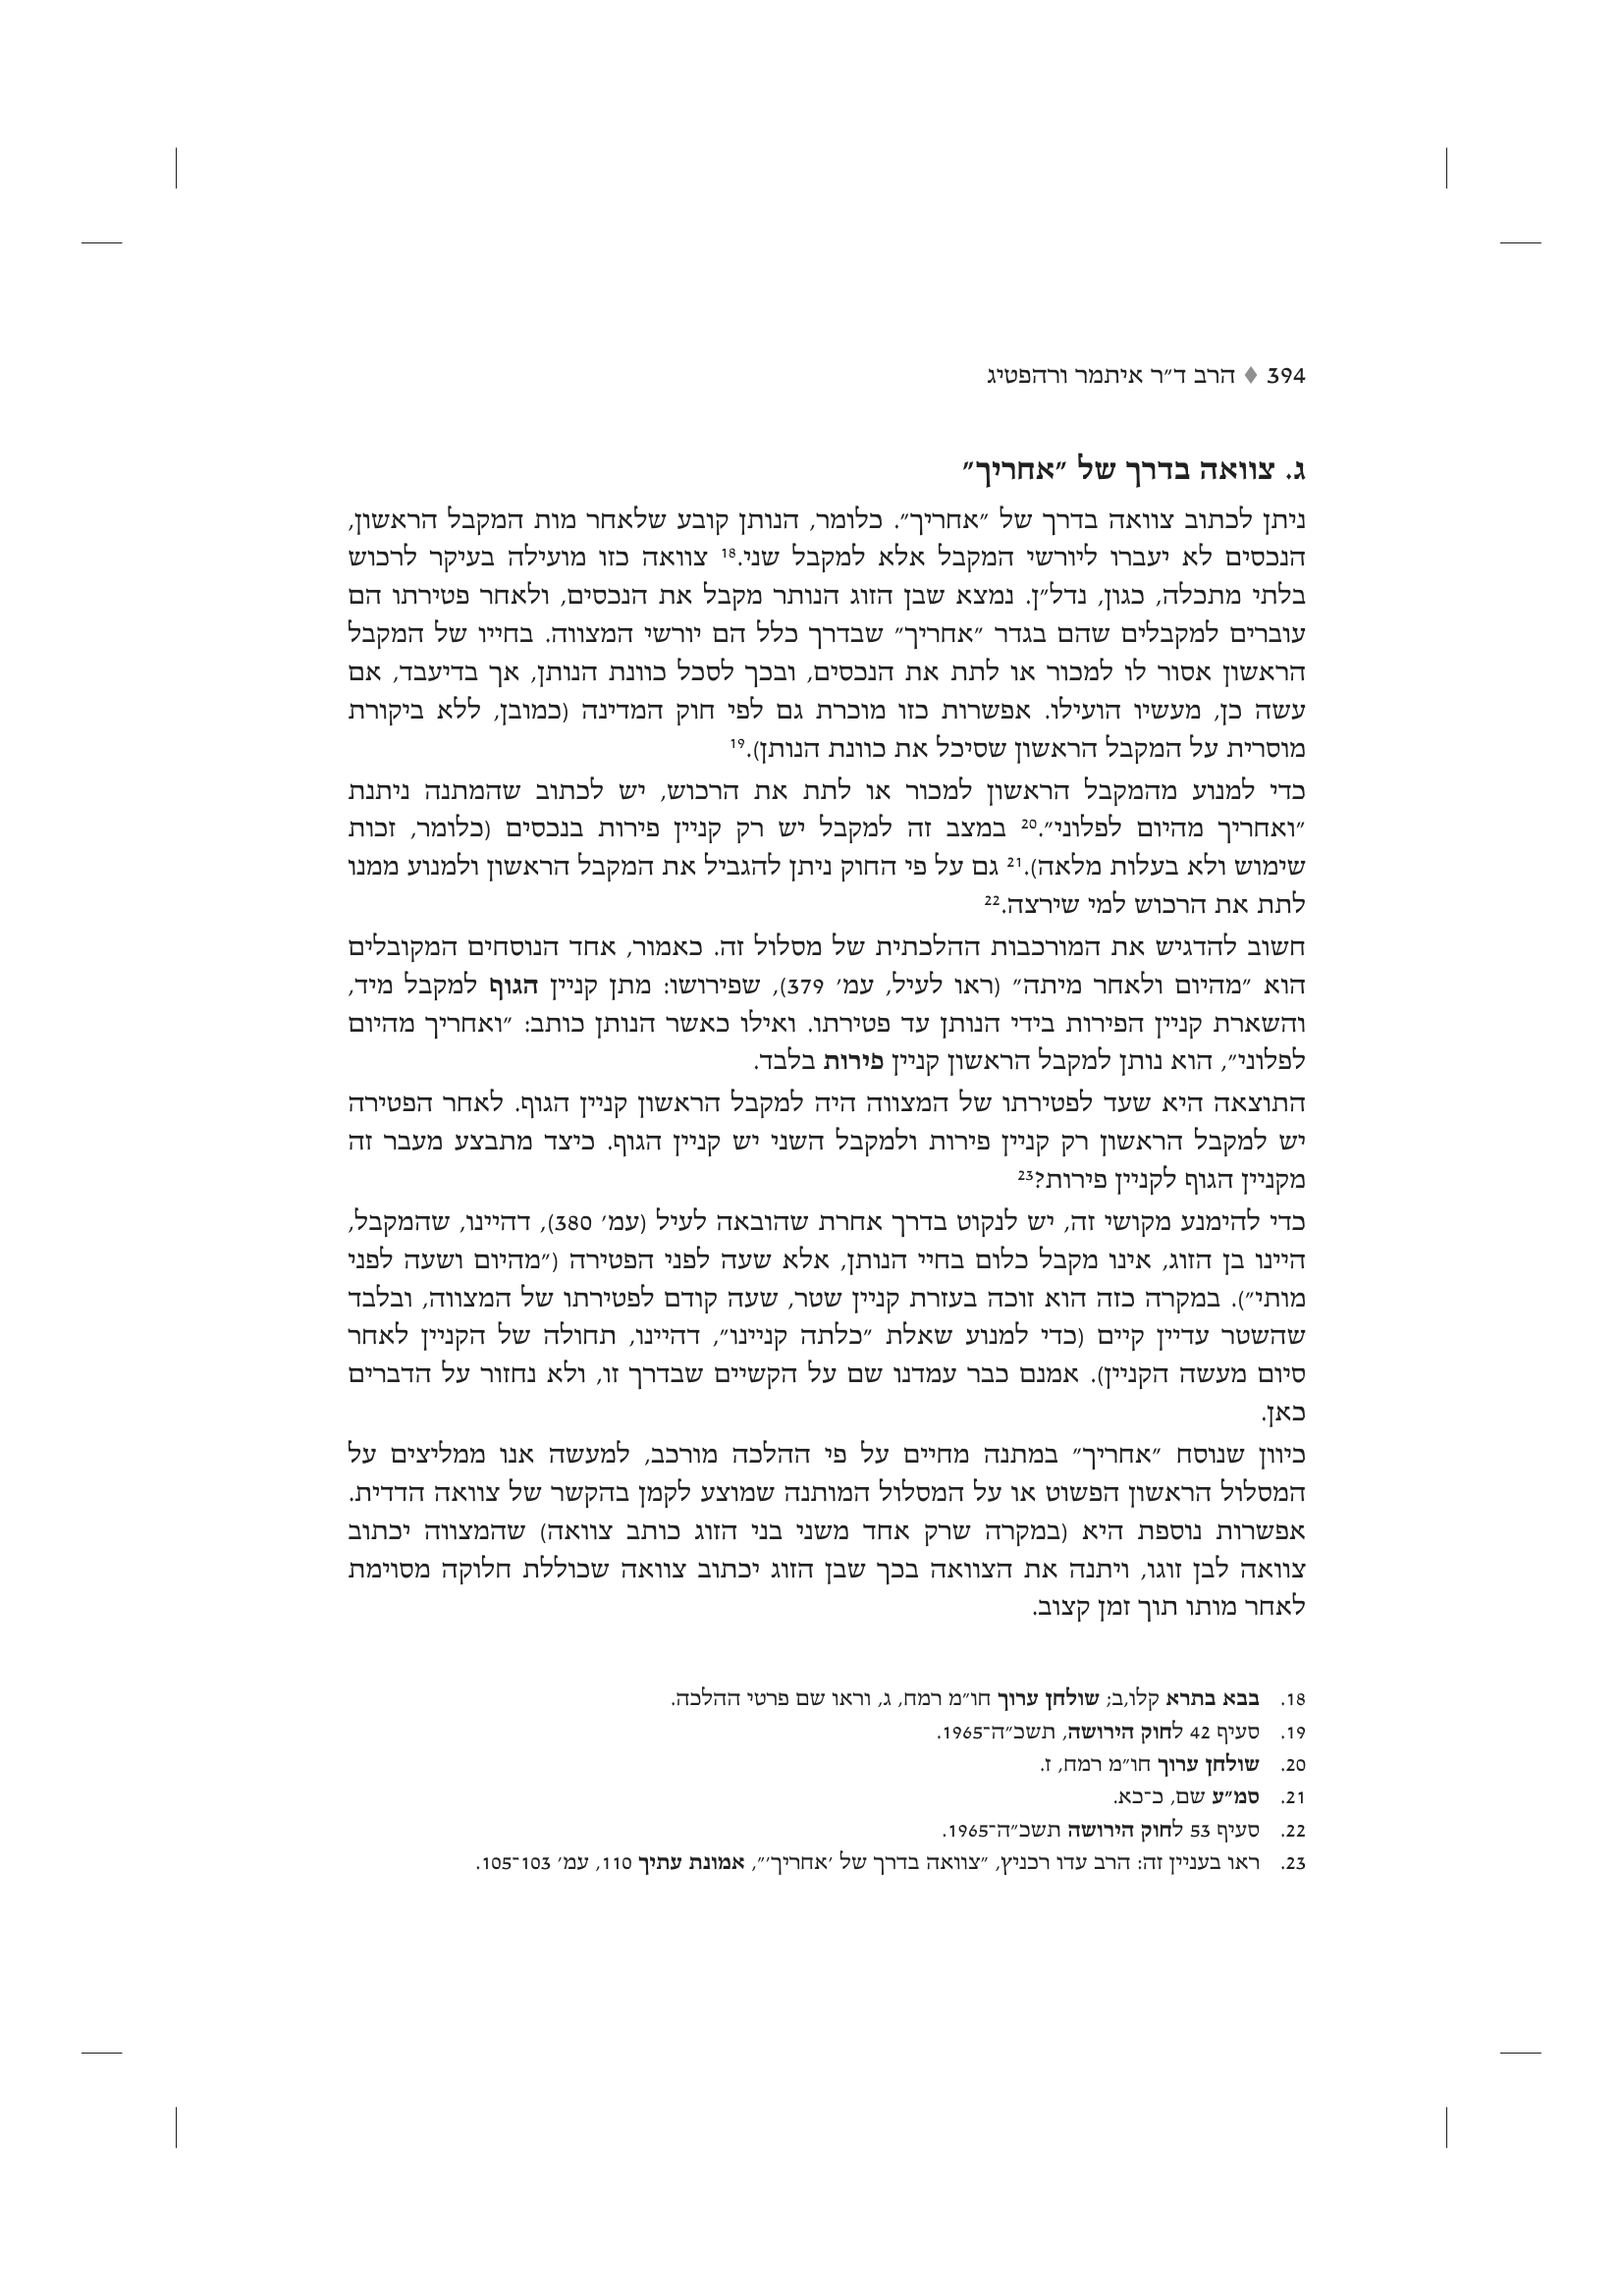 394 ♦ הרב ד״ר איתמר ורהפטיג
ג. צוואה בדרך של ״אחריך״
ניתן לכתוב צוואה בדרך של ״אחריך״. כלומר, הנותן קובע שלאחר מות המקבל הראשון,
הנכסים לא יעברו ליורשי המקבל אלא למקבל שני.18 צוואה כזו מועילה בעיקר לרכוש
בלתי מתכלה, כגון, נדל״ן. נמצא שבן הזוג הנותר מקבל את הנכסים, ולאחר פטירתו הם
עוברים למקבלים שהם בגדר ״אחריך״ שבדרך כלל הם יורשי המצווה. בחייו של המקבל
הראשון אסור לו למכור או לתת את הנכסים, ובכך לסכל כוונת הנותן, אך בדיעבד, אם
עשה כן, מעשיו הועילו. אפשרות כזו מוכרת גם לפי חוק המדינה (כמובן, ללא ביקורת
מוסרית על המקבל הראשון שסיכל את כוונת הנותן).19
כדי למנוע מהמקבל הראשון למכור או לתת את הרכוש, יש לכתוב שהמתנה ניתנת
״ואחריך מהיום לפלוני״.20 במצב זה למקבל יש רק קניין פירות בנכסים (כלומר, זכות
שימוש ולא בעלות מלאה).21 גם על פי החוק ניתן להגביל את המקבל הראשון ולמנוע ממנו
לתת את הרכוש למי שירצה.22
חשוב להדגיש את המורכבות ההלכתית של מסלול זה. כאמור, אחד הנוסחים המקובלים
הוא ״מהיום ולאחר מיתה״ (ראו לעיל, עמ׳ 379), שפירושו: מתן קניין הגוף למקבל מיד,
והשארת קניין הפירות בידי הנותן עד פטירתו. ואילו כאשר הנותן כותב: ״ואחריך מהיום
לפלוני״, הוא נותן למקבל הראשון קניין פירות בלבד.
התוצאה היא שעד לפטירתו של המצווה היה למקבל הראשון קניין הגוף. לאחר הפטירה
יש למקבל הראשון רק קניין פירות ולמקבל השני יש קניין הגוף. כיצד מתבצע מעבר זה
מקניין הגוף לקניין פירות?23
כדי להימנע מקושי זה, יש לנקוט בדרך אחרת שהובאה לעיל (עמ׳ 380), דהיינו, שהמקבל,
היינו בן הזוג, אינו מקבל כלום בחיי הנותן, אלא שעה לפני הפטירה (״מהיום ושעה לפני
מותי״). במקרה כזה הוא זוכה בעזרת קניין שטר, שעה קודם לפטירתו של המצווה, ובלבד
שהשטר עדיין קיים (כדי למנוע שאלת ״כלתה קניינו״, דהיינו, תחולה של הקניין לאחר
סיום מעשה הקניין). אמנם כבר עמדנו שם על הקשיים שבדרך זו, ולא נחזור על הדברים
כאן.
כיוון שנוסח ״אחריך״ במתנה מחיים על פי ההלכה מורכב, למעשה אנו ממליצים על
המסלול הראשון הפשוט או על המסלול המותנה שמוצע לקמן בהקשר של צוואה הדדית.
אפשרות נוספת היא (במקרה שרק אחד משני בני הזוג כותב צוואה) שהמצווה יכתוב
צוואה לבן זוגו, ויתנה את הצוואה בכך שבן הזוג יכתוב צוואה שכוללת חלוקה מסוימת
לאחר מותו תוך זמן קצוב.
18. בבא בתרא קלו,ב; שולחן ערוך חו״מ רמח, ג, וראו שם פרטי ההלכה.
19. סעיף 42 לחוק הירושה, תשכ״ה־1965.
20. שולחן ערוך חו״מ רמח, ז.
21. סמ״ע שם, כ־כא.
22. סעיף 53 לחוק הירושה תשכ״ה־1965.
23. ראו בעניין זה: הרב עדו רכניץ, ״צוואה בדרך של ׳אחריך׳״, אמונת עתיך 110, עמ׳ 103־105.